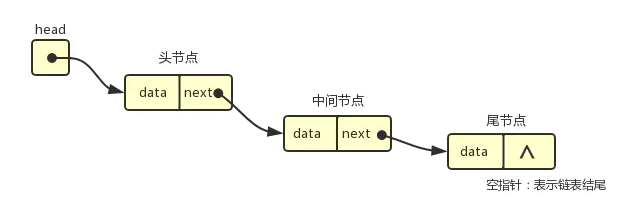 head
头节点
data next
中间节点
data next
尾节点
data ∧
空指针：表示链表结尾